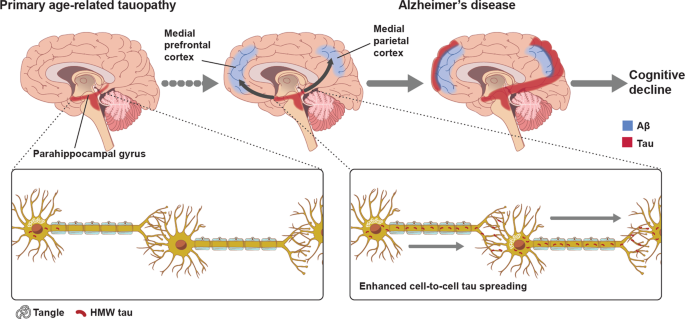 Primary age-related tauopathy
Alzheimer's disease
Medial
prefrontal
cortex
Medial
parietal
cortex
Cognitive
decline
Parahippocampal gyrus
Aβ
Tau
Enhanced cell-to-cell tau spreading
Tangle
HMW tau